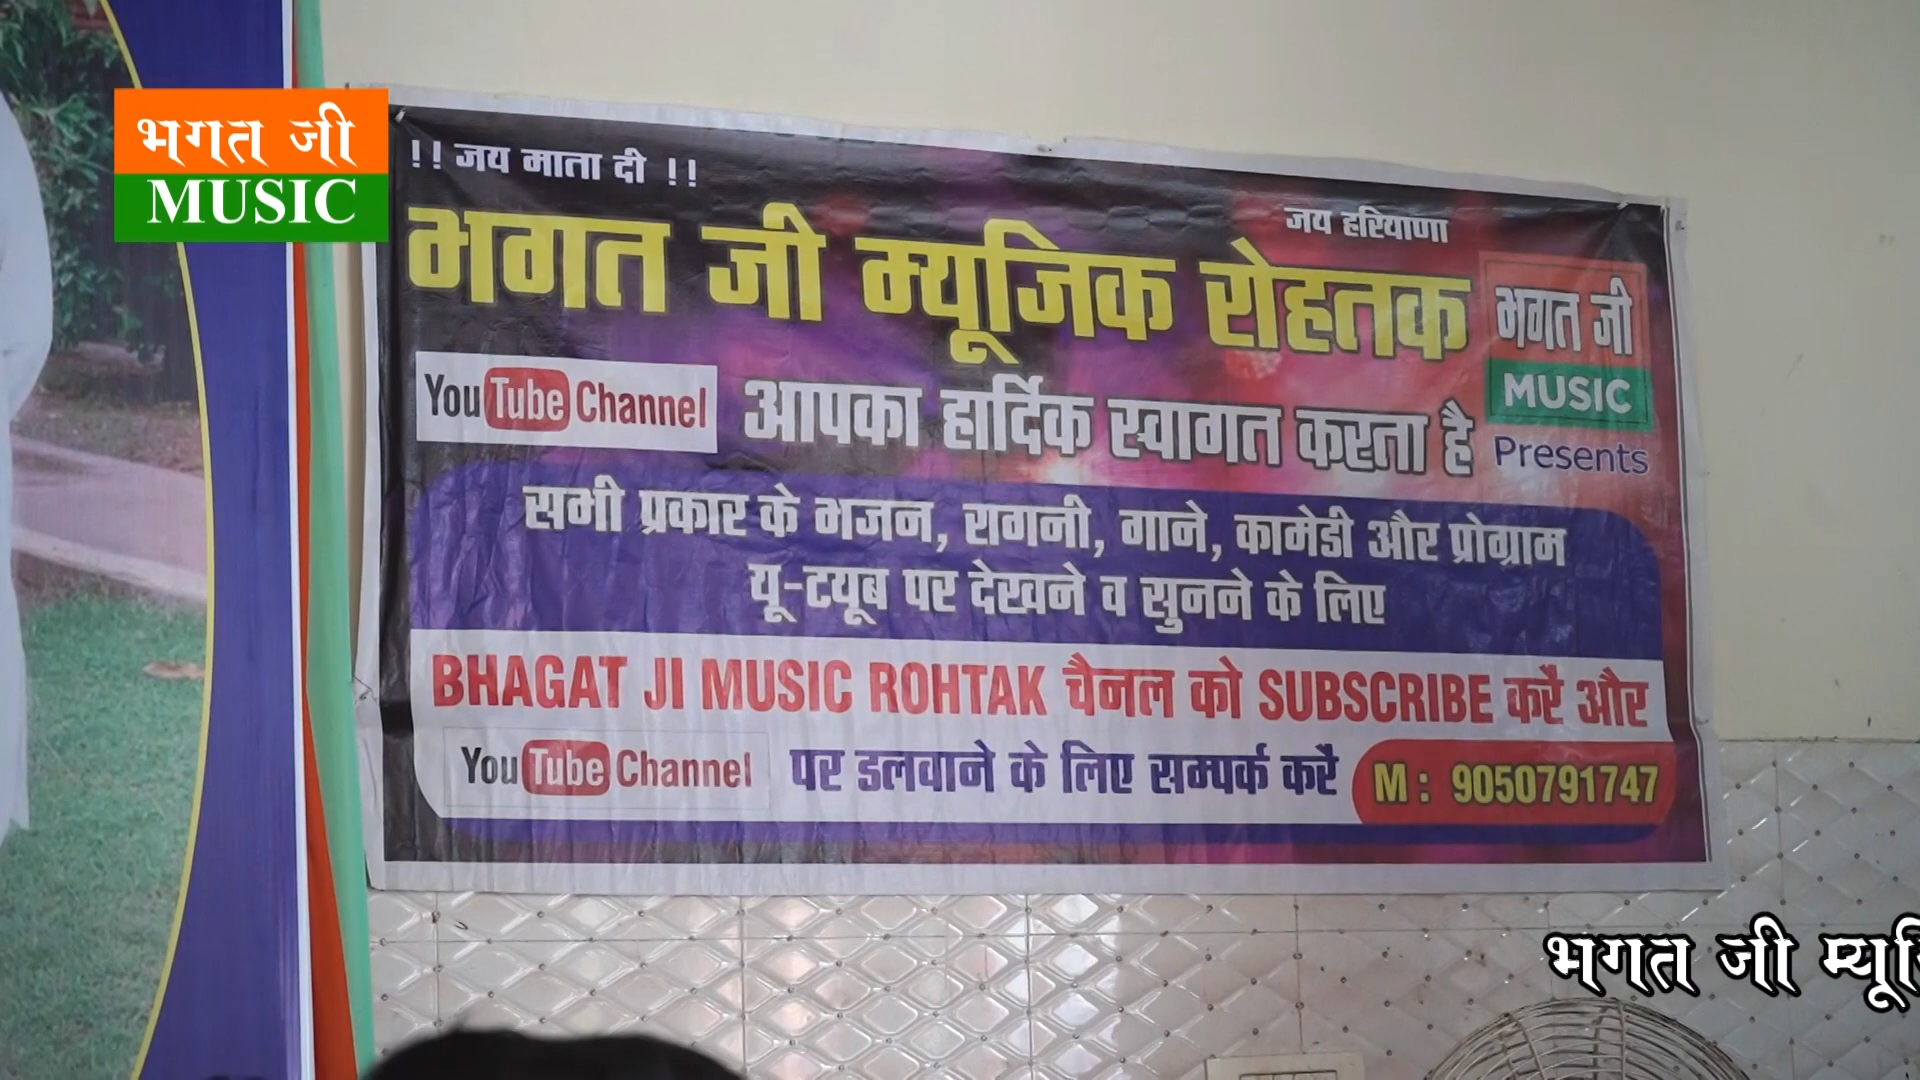 भगत जी
MUSIC
!! जय माता दी !!
जय हरियाणा
भगत जी म्यूजिक रोहतक
भगत जी
MUSIC
Presents
YouTube Channel आपका हार्दिक स्वागत करता है
सभी प्रकार के भजन, रागनी, गाने, कामेडी और प्रोग्राम
यू-टयूब पर देखने व सुनने के लिए
BHAGAT JI MUSIC ROHTAK चैनल को SUBSCRIBE करें और
YouTube Channel पर डलवाने के लिए सम्पर्क करें M : 9050791747
भगत जी